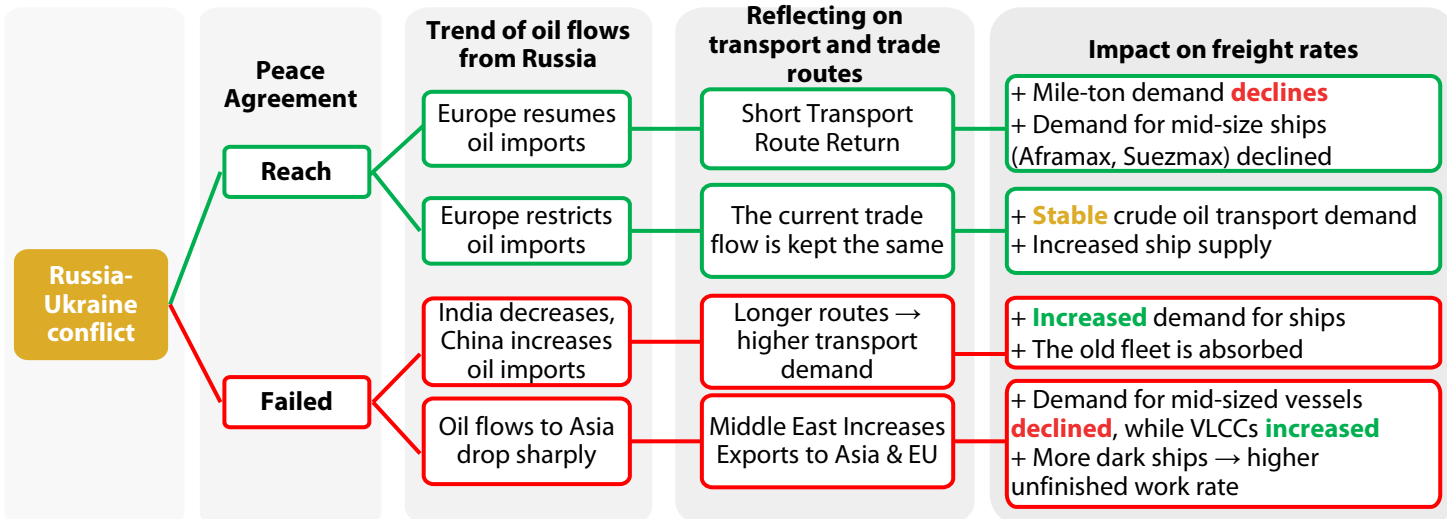 Peace
Agreement
Trend of oil flows
from Russia
Reflecting on
transport and trade
routes
Impact on freight rates
Russia-
Ukraine
conflict
Reach
Europe resumes
oil imports
Short Transport
Route Return
+ Mile-ton demand declines
+ Demand for mid-size ships
(Aframax, Suezmax) declined
Europe restricts
oil imports
The current trade
flow is kept the same
+ Stable crude oil transport demand
+ Increased ship supply
Failed
India decreases,
China increases
oil imports
Longer routes →
higher transport
demand
+ Increased demand for ships
+ The old fleet is absorbed
Oil flows to Asia
drop sharply
Middle East Increases
Exports to Asia & EU
+ Demand for mid-sized vessels
declined, while VLCCs increased
+ More dark ships → higher
unfinished work rate